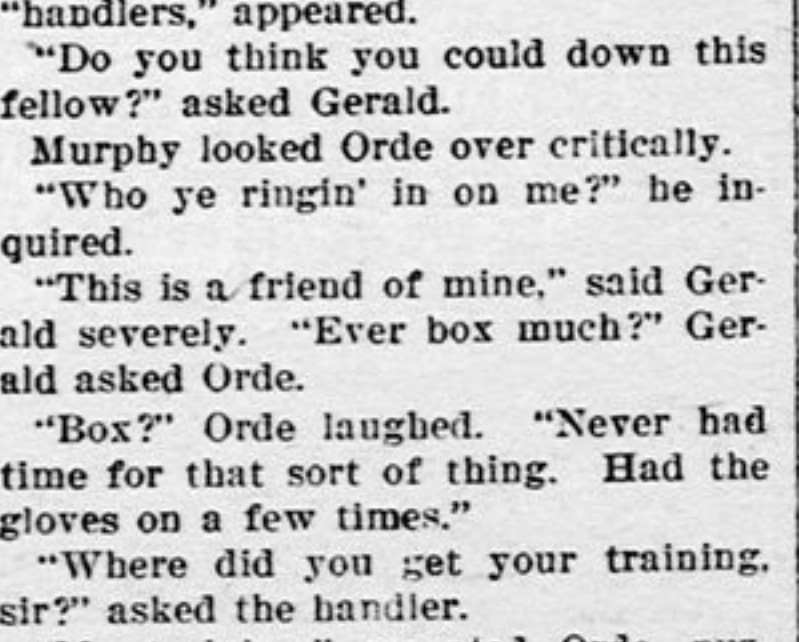 “handlers,” appeared.
“Do you think you could down this
fellow?” asked Gerald.
Murphy looked Orde over critically.
“Who ye ringin’ in on me?” he in-
quired.
“This is a friend of mine,” said Ger-
ald severely. “Ever box much?” Ger-
ald asked Orde.
“Box?” Orde laughed. “Never had
time for that sort of thing. Had the
gloves on a few times.”
“Where did you get your training,
sir?” asked the handler.